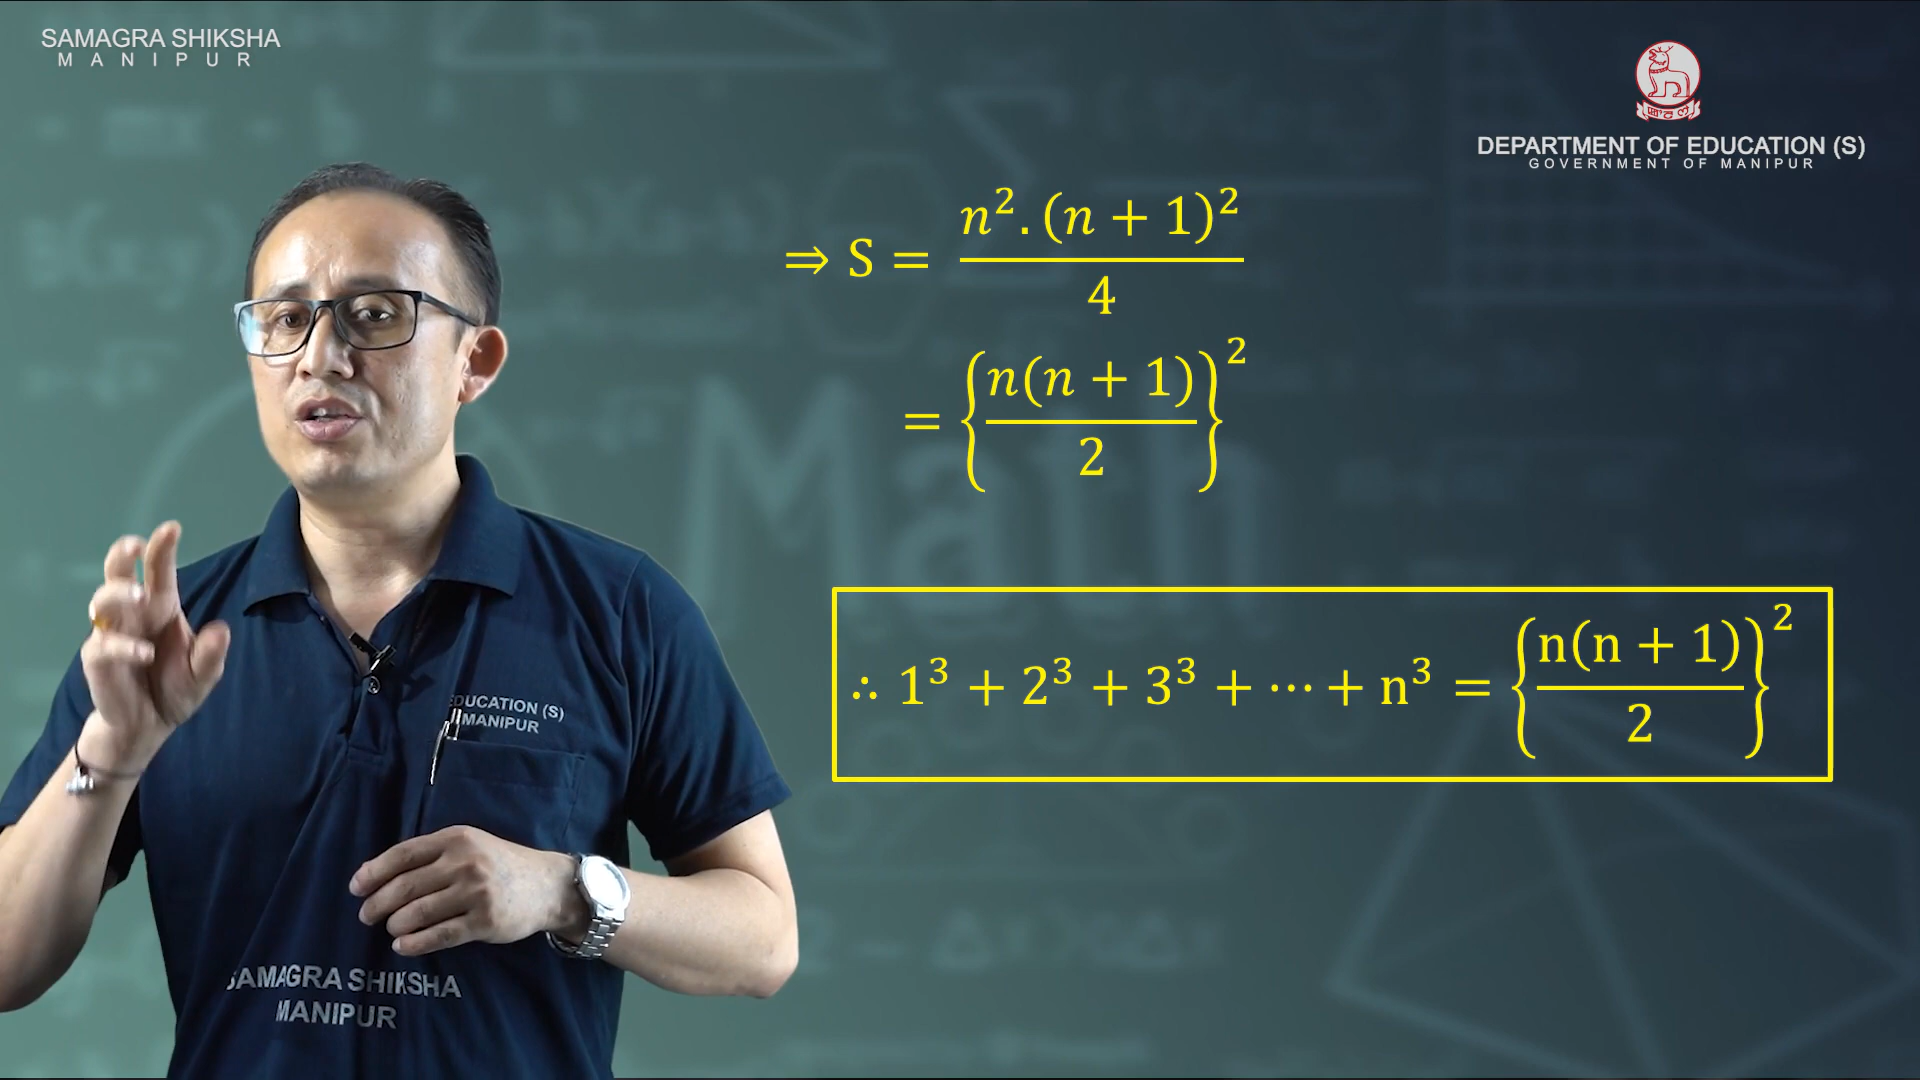 SAMAGRA SHIKSHA
MANIPUR
DEPARTMENT OF EDUCATION (S)
GOVERNMENT OF MANIPUR
⇒ S = n².(n + 1)²/4
= {n(n + 1)/2}²
∴ 1³ + 2³ + 3³ + ⋯ + n³ = {n(n + 1)/2}²
EDUCATION (S)
MANIPUR
SAMAGRA SHIKSHA
MANIPUR
Math